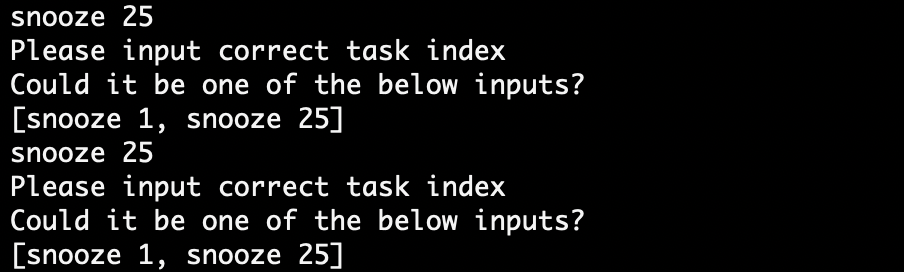 snooze 25
Please input correct task index
Could it be one of the below inputs?
[snooze 1, snooze 25]
snooze 25
Please input correct task index
Could it be one of the below inputs?
[snooze 1, snooze 25]